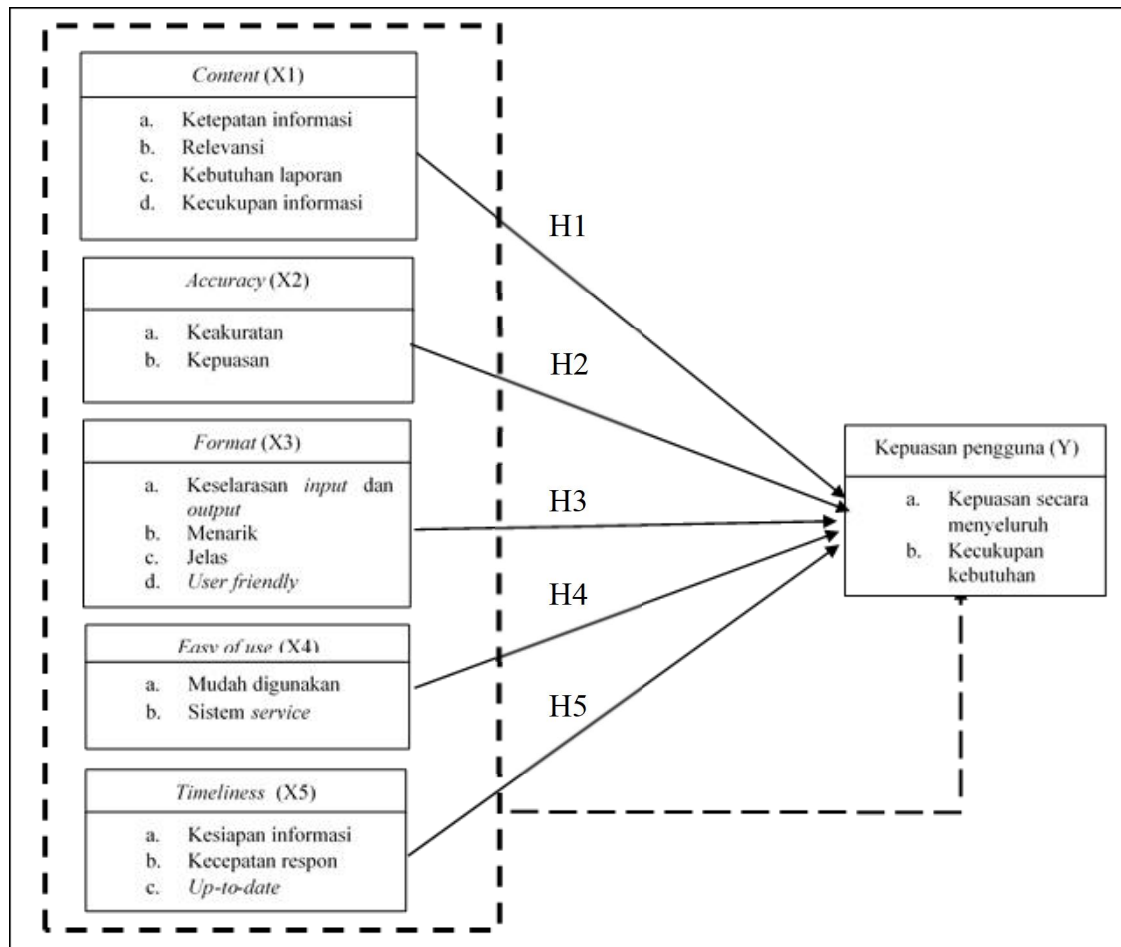 Content (X1)
a. Ketepatan informasi
b. Relevansi
c. Kebutuhan laporan
d. Kecukupan informasi
H1
Accuracy (X2)
a. Keakuratan
b. Kepuasan
H2
Format (X3)
a. Keselarasan input dan
output
b. Menarik
c. Jelas
d. User friendly
H3
Easy of use (X4)
a. Mudah digunakan
b. Sistem service
H4
Timeliness (X5)
a. Kesiapan informasi
b. Kecepatan respon
c. Up-to-date
H5
Kepuasan pengguna (Y)
a. Kepuasan secara
menyeluruh
b. Kecukupan
kebutuhan